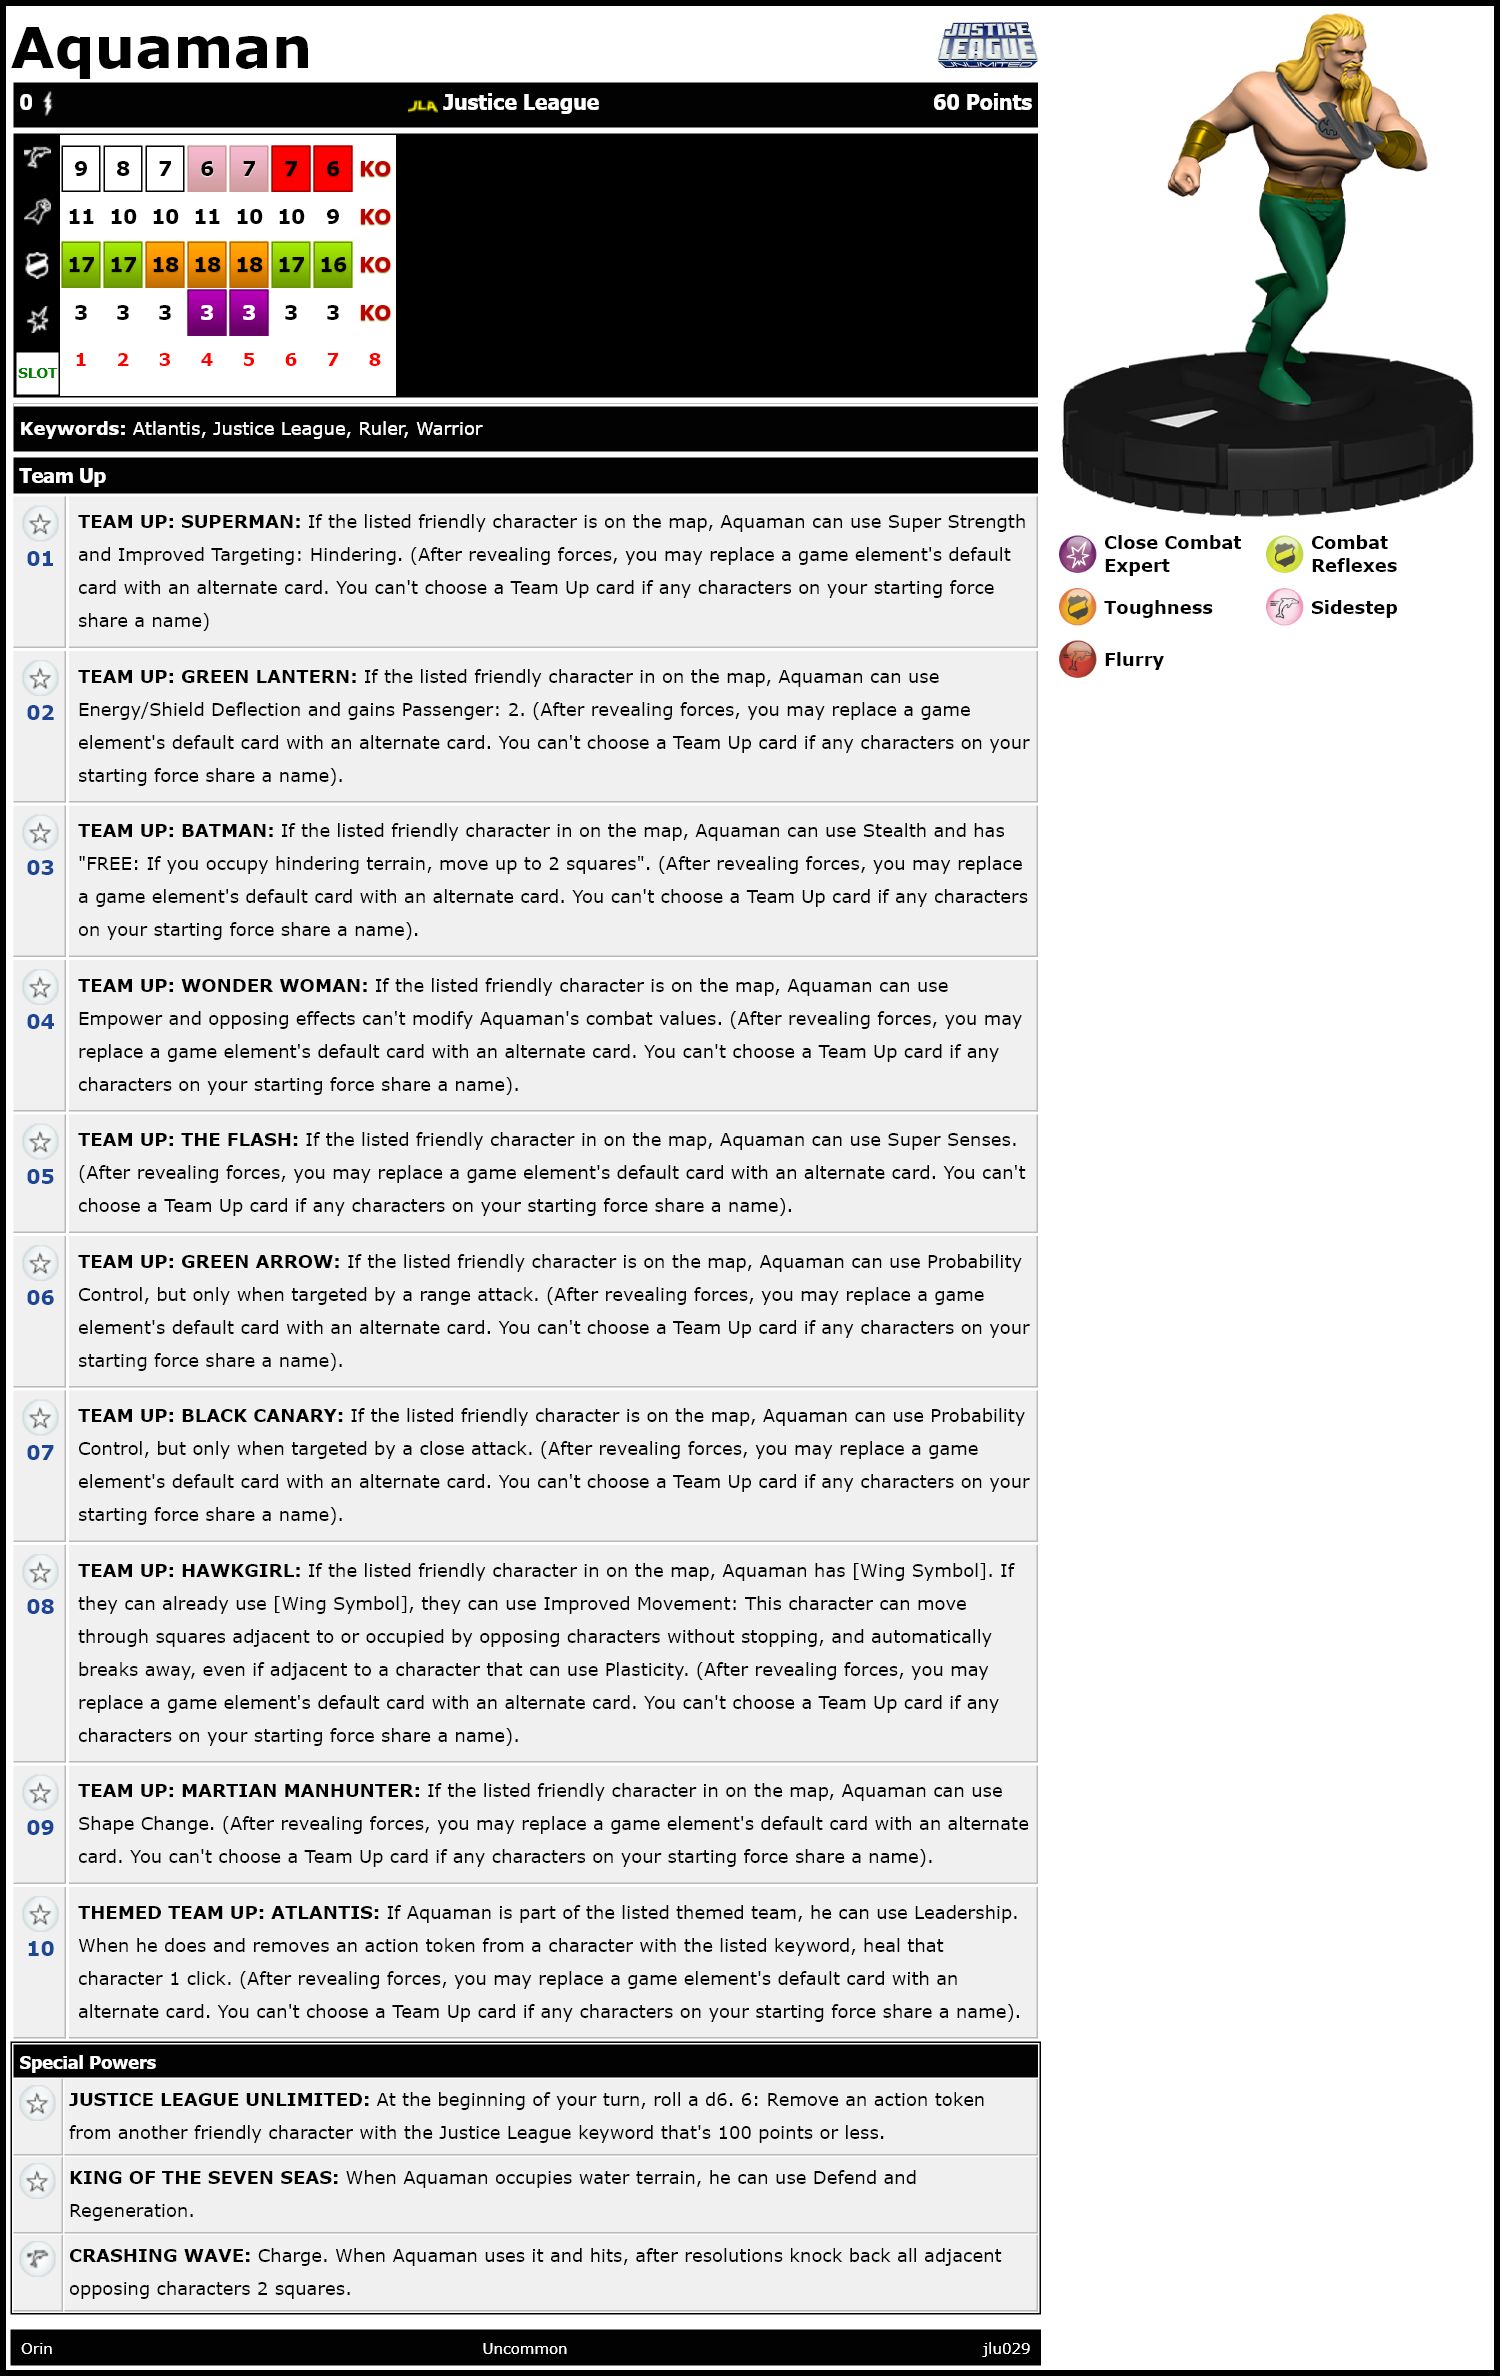 Aquaman
JUSTICE
LEAGUE
UNLIMITED
0 JLA Justice League 60 Points
9 8 7 6 7 7 6 KO
11 10 10 11 10 10 9 KO
17 17 18 18 18 17 16 KO
3 3 3 3 3 3 3 KO
SLOT 1 2 3 4 5 6 7 8
Keywords: Atlantis, Justice League, Ruler, Warrior
Team Up
01
TEAM UP: SUPERMAN: If the listed friendly character is on the map, Aquaman can use Super Strength
and Improved Targeting: Hindering. (After revealing forces, you may replace a game element's default
card with an alternate card. You can't choose a Team Up card if any characters on your starting force
share a name)
02
TEAM UP: GREEN LANTERN: If the listed friendly character in on the map, Aquaman can use
Energy/Shield Deflection and gains Passenger: 2. (After revealing forces, you may replace a game
element's default card with an alternate card. You can't choose a Team Up card if any characters on your
starting force share a name).
03
TEAM UP: BATMAN: If the listed friendly character in on the map, Aquaman can use Stealth and has
"FREE: If you occupy hindering terrain, move up to 2 squares". (After revealing forces, you may replace
a game element's default card with an alternate card. You can't choose a Team Up card if any characters
on your starting force share a name).
04
TEAM UP: WONDER WOMAN: If the listed friendly character is on the map, Aquaman can use
Empower and opposing effects can't modify Aquaman's combat values. (After revealing forces, you may
replace a game element's default card with an alternate card. You can't choose a Team Up card if any
characters on your starting force share a name).
05
TEAM UP: THE FLASH: If the listed friendly character in on the map, Aquaman can use Super Senses.
(After revealing forces, you may replace a game element's default card with an alternate card. You can't
choose a Team Up card if any characters on your starting force share a name).
06
TEAM UP: GREEN ARROW: If the listed friendly character is on the map, Aquaman can use Probability
Control, but only when targeted by a range attack. (After revealing forces, you may replace a game
element's default card with an alternate card. You can't choose a Team Up card if any characters on your
starting force share a name).
07
TEAM UP: BLACK CANARY: If the listed friendly character is on the map, Aquaman can use Probability
Control, but only when targeted by a close attack. (After revealing forces, you may replace a game
element's default card with an alternate card. You can't choose a Team Up card if any characters on your
starting force share a name).
08
TEAM UP: HAWKGIRL: If the listed friendly character in on the map, Aquaman has [Wing Symbol]. If
they can already use [Wing Symbol], they can use Improved Movement: This character can move
through squares adjacent to or occupied by opposing characters without stopping, and automatically
breaks away, even if adjacent to a character that can use Plasticity. (After revealing forces, you may
replace a game element's default card with an alternate card. You can't choose a Team Up card if any
characters on your starting force share a name).
09
TEAM UP: MARTIAN MANHUNTER: If the listed friendly character in on the map, Aquaman can use
Shape Change. (After revealing forces, you may replace a game element's default card with an alternate
card. You can't choose a Team Up card if any characters on your starting force share a name).
10
THEMED TEAM UP: ATLANTIS: If Aquaman is part of the listed themed team, he can use Leadership.
When he does and removes an action token from a character with the listed keyword, heal that
character 1 click. (After revealing forces, you may replace a game element's default card with an
alternate card. You can't choose a Team Up card if any characters on your starting force share a name).
Special Powers
JUSTICE LEAGUE UNLIMITED: At the beginning of your turn, roll a d6. 6: Remove an action token
from another friendly character with the Justice League keyword that's 100 points or less.
KING OF THE SEVEN SEAS: When Aquaman occupies water terrain, he can use Defend and
Regeneration.
CRASHING WAVE: Charge. When Aquaman uses it and hits, after resolutions knock back all adjacent
opposing characters 2 squares.
Orin Uncommon jlu029
Close Combat
Expert
Combat
Reflexes
Toughness
Sidestep
Flurry